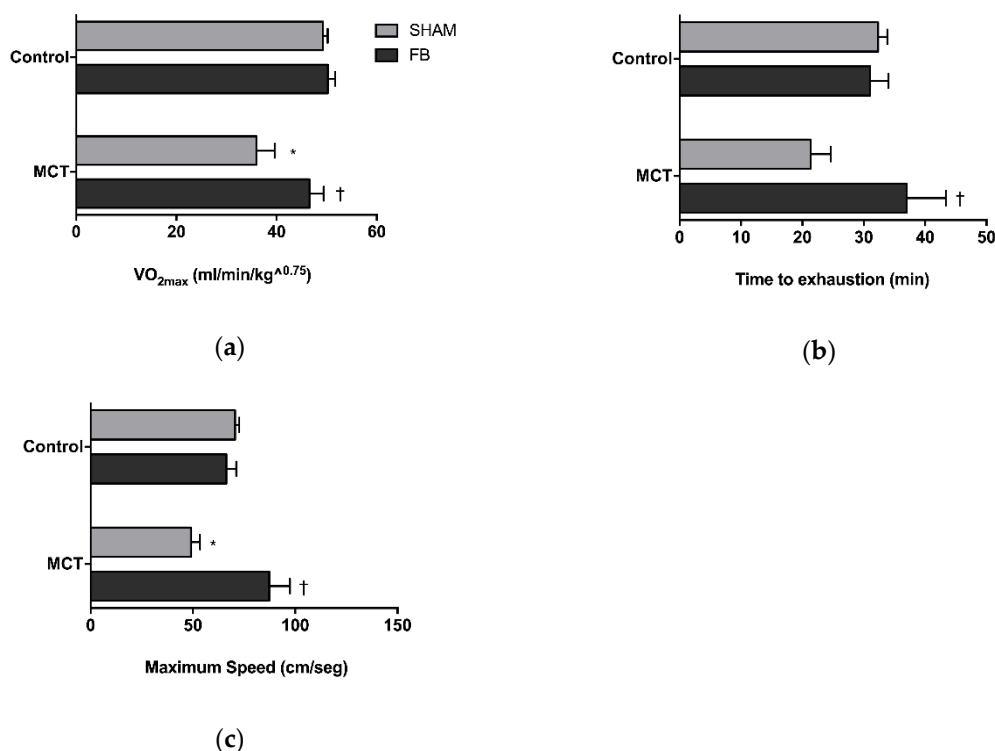 SHAM
FB
Control
*
MCT
†
0 20 40 60
VO2max (ml/min/kg^0.75)
(a)
Control
MCT
†
0 10 20 30 40 50
Time to exhaustion (min)
(b)
Control
*
MCT
†
0 50 100 150
Maximum Speed (cm/seg)
(c)